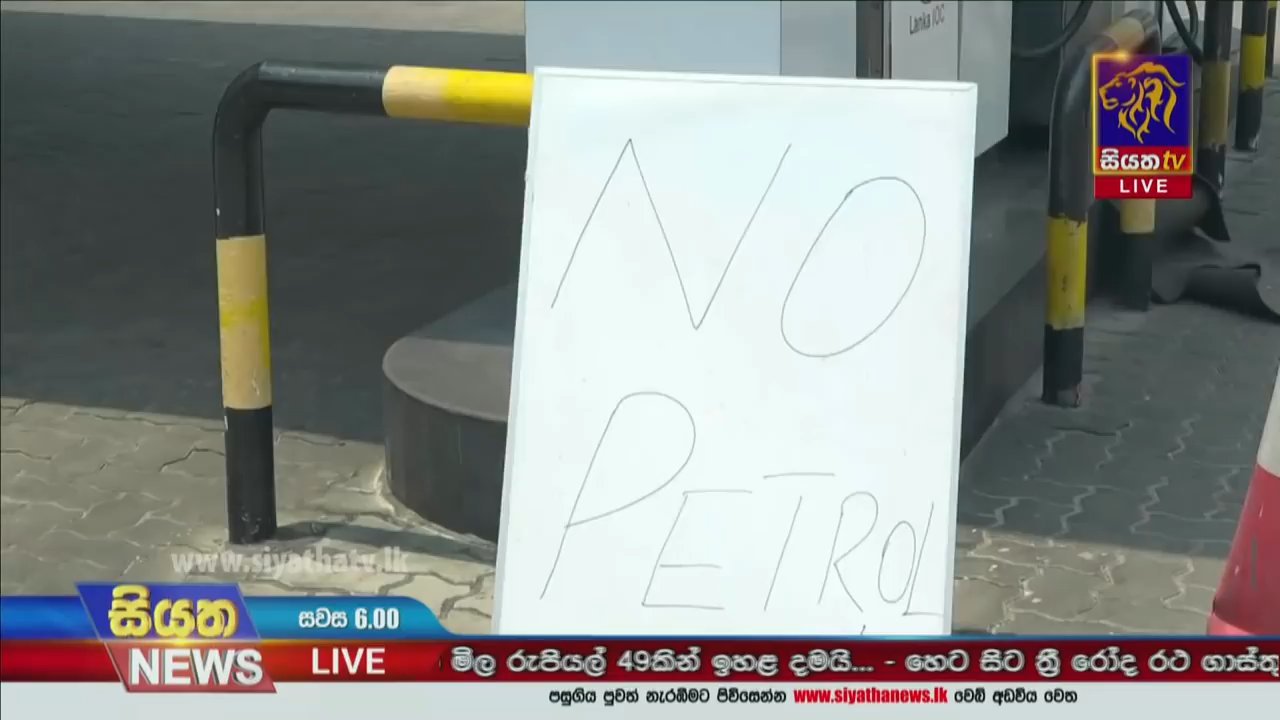 Lanka IOC
සියත tv
LIVE
NO
PETROL
www.siyathatv.lk
සියත
සවස 6.00
NEWS
LIVE
මිල රුපියල් 49කින් ඉහළ දමයි... - හෙට සිට ත්‍රී රෝද රථ ගාස්තු
පසුගිය පුවත් නැරඹීමට පිවිසෙන්න www.siyathanews.lk වෙබ් අඩවිය වෙත